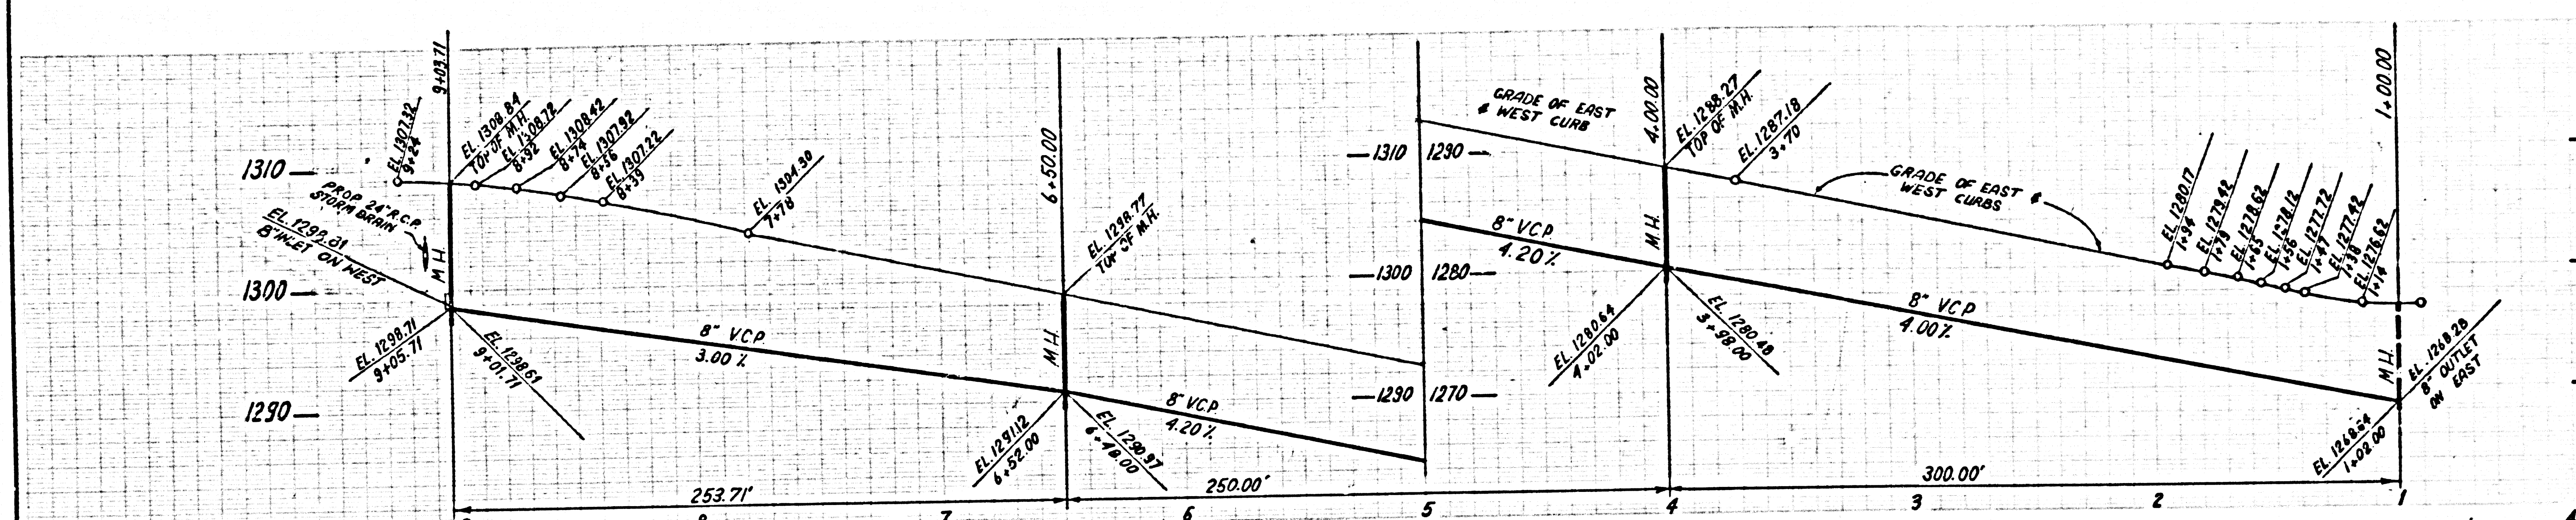 9+03.71
EL. 1307.32
9+24
EL. 1308.84
TOP OF M.H.
EL. 1308.72
8+92
EL. 1308.42
8+74
EL. 1307.92
8+56
EL. 1307.22
8+39
EL. 1304.30
7+78
6+50.00
EL. 1298.77
TOP OF M.H.
1310
1300
1290
PROP. 24" R.C.P.
STORM DRAIN
EL. 1298.81
8" INLET ON WEST
M.H.
EL. 1298.71
9+05.71
EL. 1298.61
9+01.71
8" V.C.P.
3.00 %
M.H.
EL. 1291.12
6+52.00
EL. 1290.97
6+48.00
8" V.C.P.
4.20 %
253.71'
250.00'
1310 1290
1300 1280
1290 1270
GRADE OF EAST
& WEST CURB
8" V.C.P.
4.20 %
4.00.00
EL. 1288.27
TOP OF M.H.
EL. 1287.18
3+70
M.H.
EL. 1280.64
4+02.00
EL. 1280.48
3+98.00
GRADE OF EAST &
WEST CURBS
8" V.C.P.
4.00 %
EL. 1280.17
1+94
EL. 1279.42
1+79
EL. 1278.62
1+65
EL. 1278.12
1+56
EL. 1277.72
1+47
EL. 1277.42
1+38
EL. 1276.62
1+14
1+00.00
M.H.
EL. 1268.28
8" OUTLET
ON EAST
1+02.00
300.00'
7 6 5 4 3 2 1